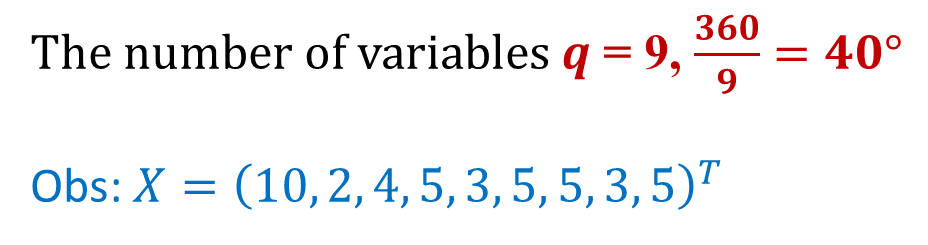 The number of variables q = 9, 360/9 = 40°
Obs: X = (10, 2, 4, 5, 3, 5, 5, 3, 5)ᵀ